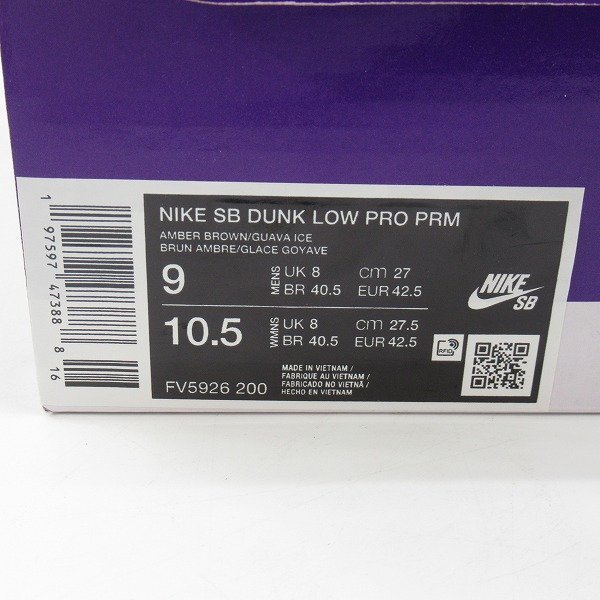 NIKE SB DUNK LOW PRO PRM
AMBER BROWN/GUAVA ICE
BRUN AMBRE/GLACE GOYAVE
9 MENS UK 8 cm 27
BR 40.5 EUR 42.5
10.5 WMNS UK 8 cm 27.5
BR 40.5 EUR 42.5
FV5926 200
MADE IN VIETNAM /
FABRIQUE AU VIETNAM /
FABRICADO NO VIETNÃ /
HECHO EN VIETNAM
RFID
NIKE
SB
1 97597 47388 8 16